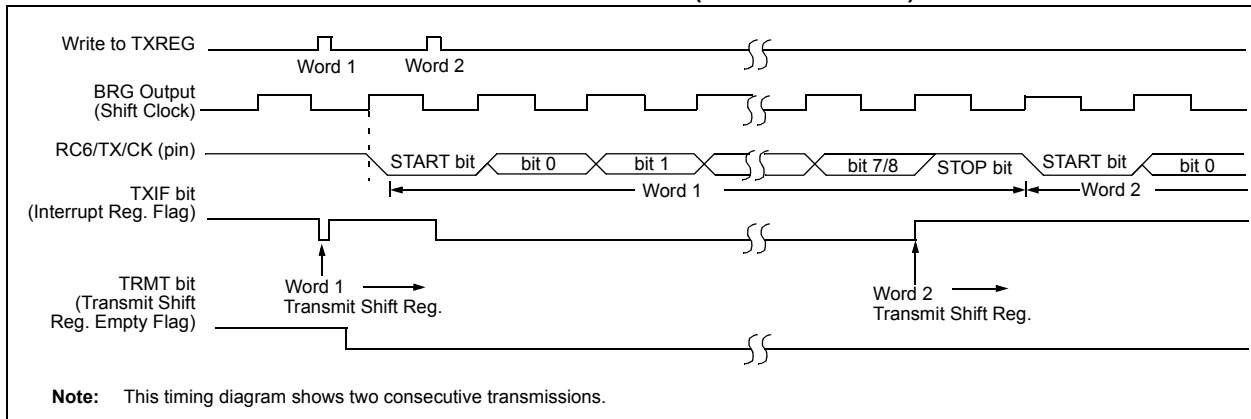 Write to TXREG
Word 1
Word 2
BRG Output
(Shift Clock)
RC6/TX/CK (pin)
START bit
bit 0
bit 1
bit 7/8
STOP bit
START bit
bit 0
Word 1
Word 2
TXIF bit
(Interrupt Reg. Flag)
Word 1
Transmit Shift Reg.
Word 2
Transmit Shift Reg.
TRMT bit
(Transmit Shift
Reg. Empty Flag)
Note: This timing diagram shows two consecutive transmissions.